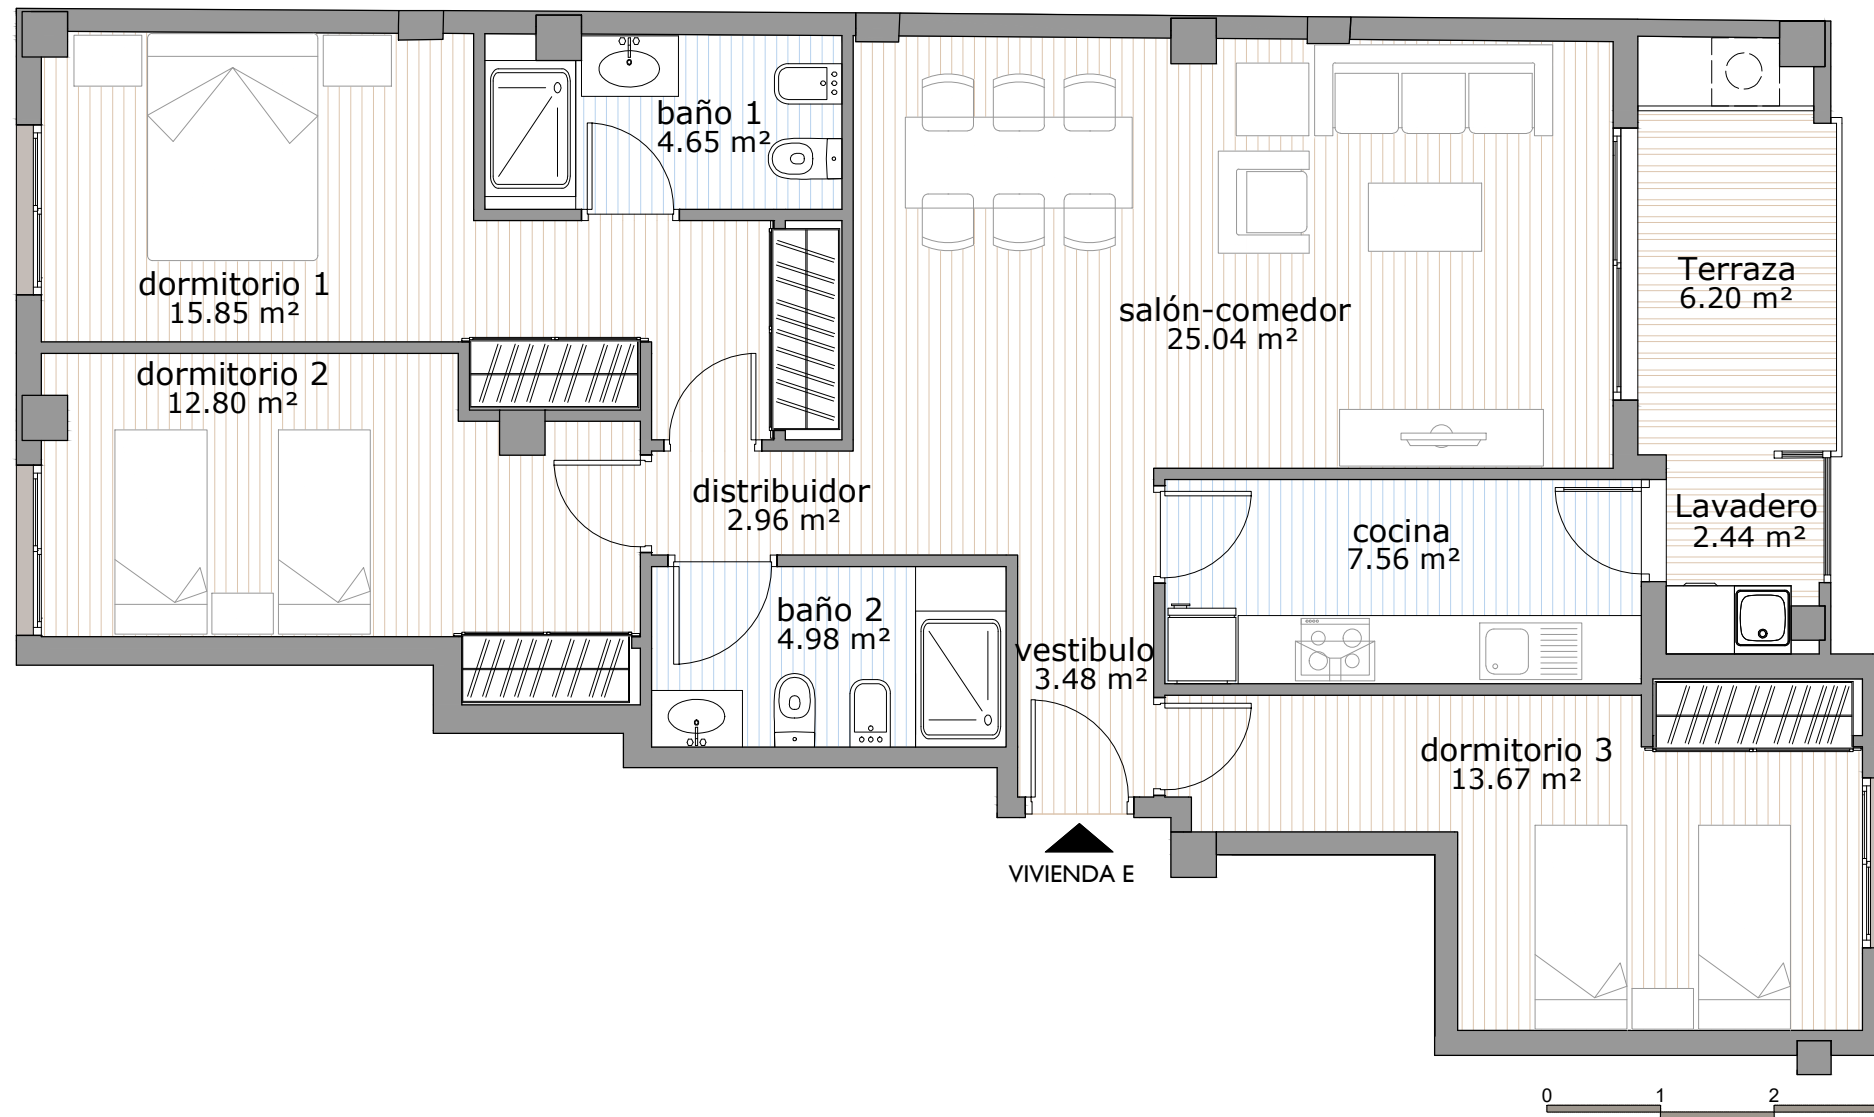 baño 1
4.65 m²
dormitorio 1
15.85 m²
salón-comedor
25.04 m²
Terraza
6.20 m²
dormitorio 2
12.80 m²
distribuidor
2.96 m²
cocina
7.56 m²
Lavadero
2.44 m²
baño 2
4.98 m²
vestibulo
3.48 m²
dormitorio 3
13.67 m²
VIVIENDA E
0 1 2